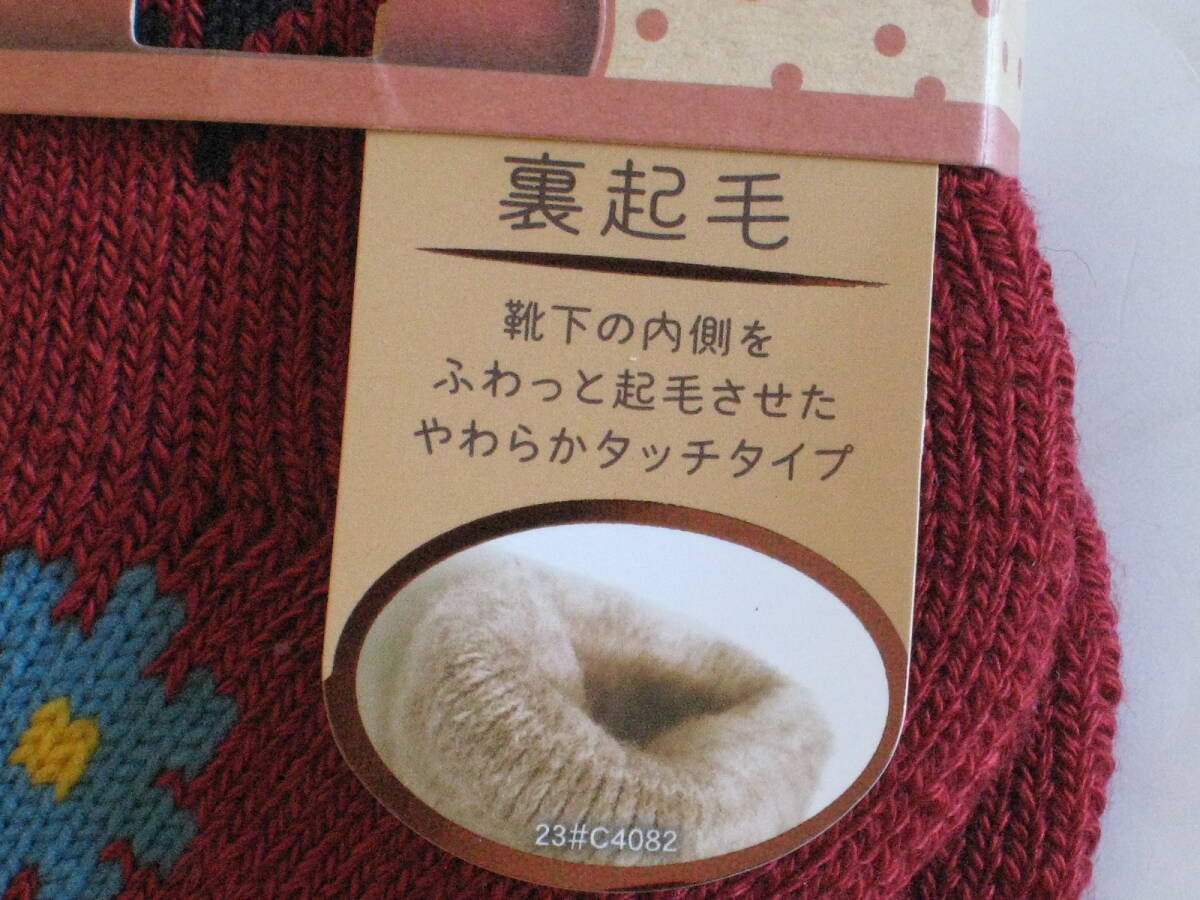 裏起毛
靴下の内側を
ふわっと起毛させた
やわらかタッチタイプ
23#C4082